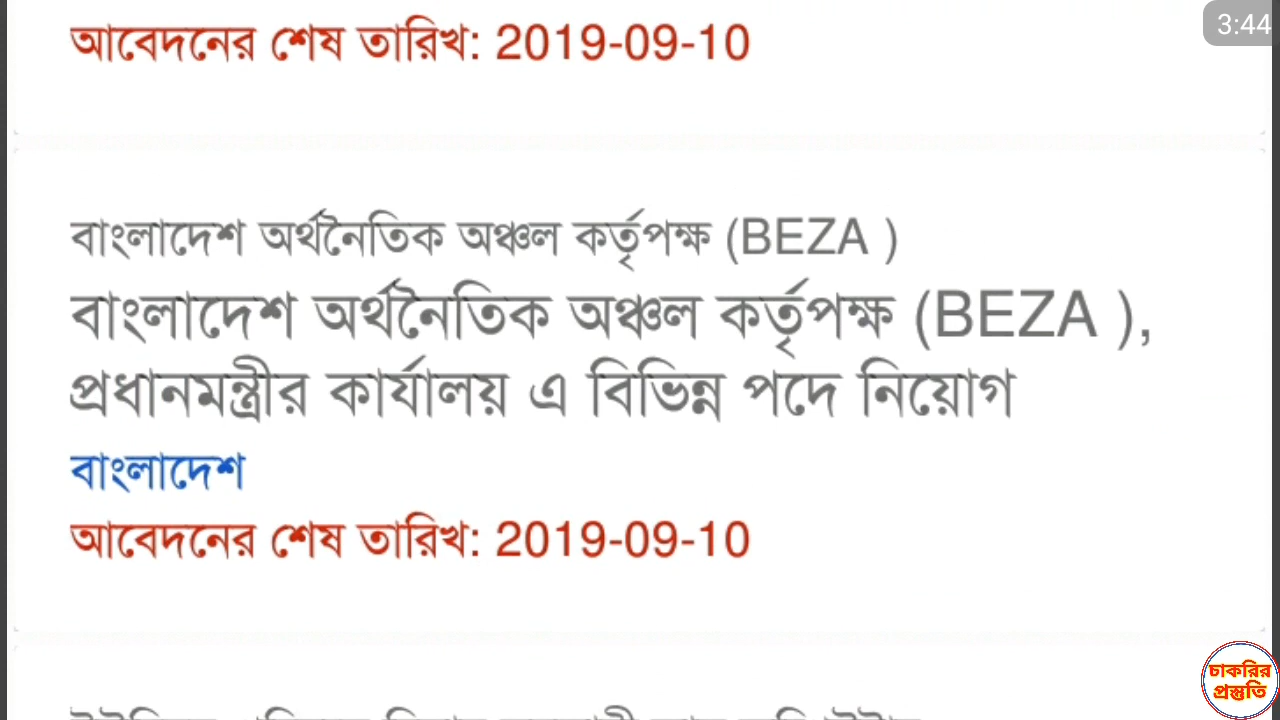 আবেদনের শেষ তারিখ: 2019-09-10
3:44
বাংলাদেশ অর্থনৈতিক অঞ্চল কর্তৃপক্ষ (BEZA )
বাংলাদেশ অর্থনৈতিক অঞ্চল কর্তৃপক্ষ (BEZA ),
প্রধানমন্ত্রীর কার্যালয় এ বিভিন্ন পদে নিয়োগ
বাংলাদেশ
আবেদনের শেষ তারিখ: 2019-09-10
চাকরির
প্রস্তুতি